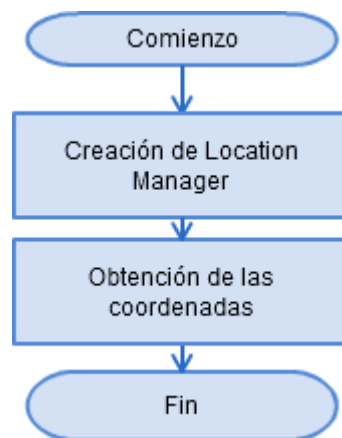 Comienzo
Creación de Location
Manager
Obtención de las
coordenadas
Fin